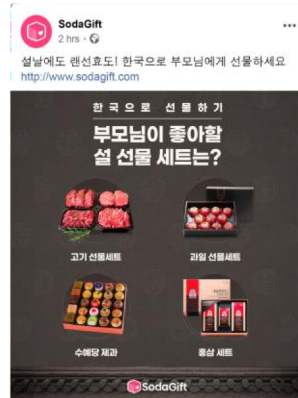 SodaGift
2 hrs ·
설날에도 랜선효도! 한국으로 부모님에게 선물하세요
http://www.sodagift.com
한국으로 선물하기
부모님이 좋아할
설 선물 세트는?
고기 선물세트
과일 선물세트
수예당 제과
홍삼 세트
SodaGift